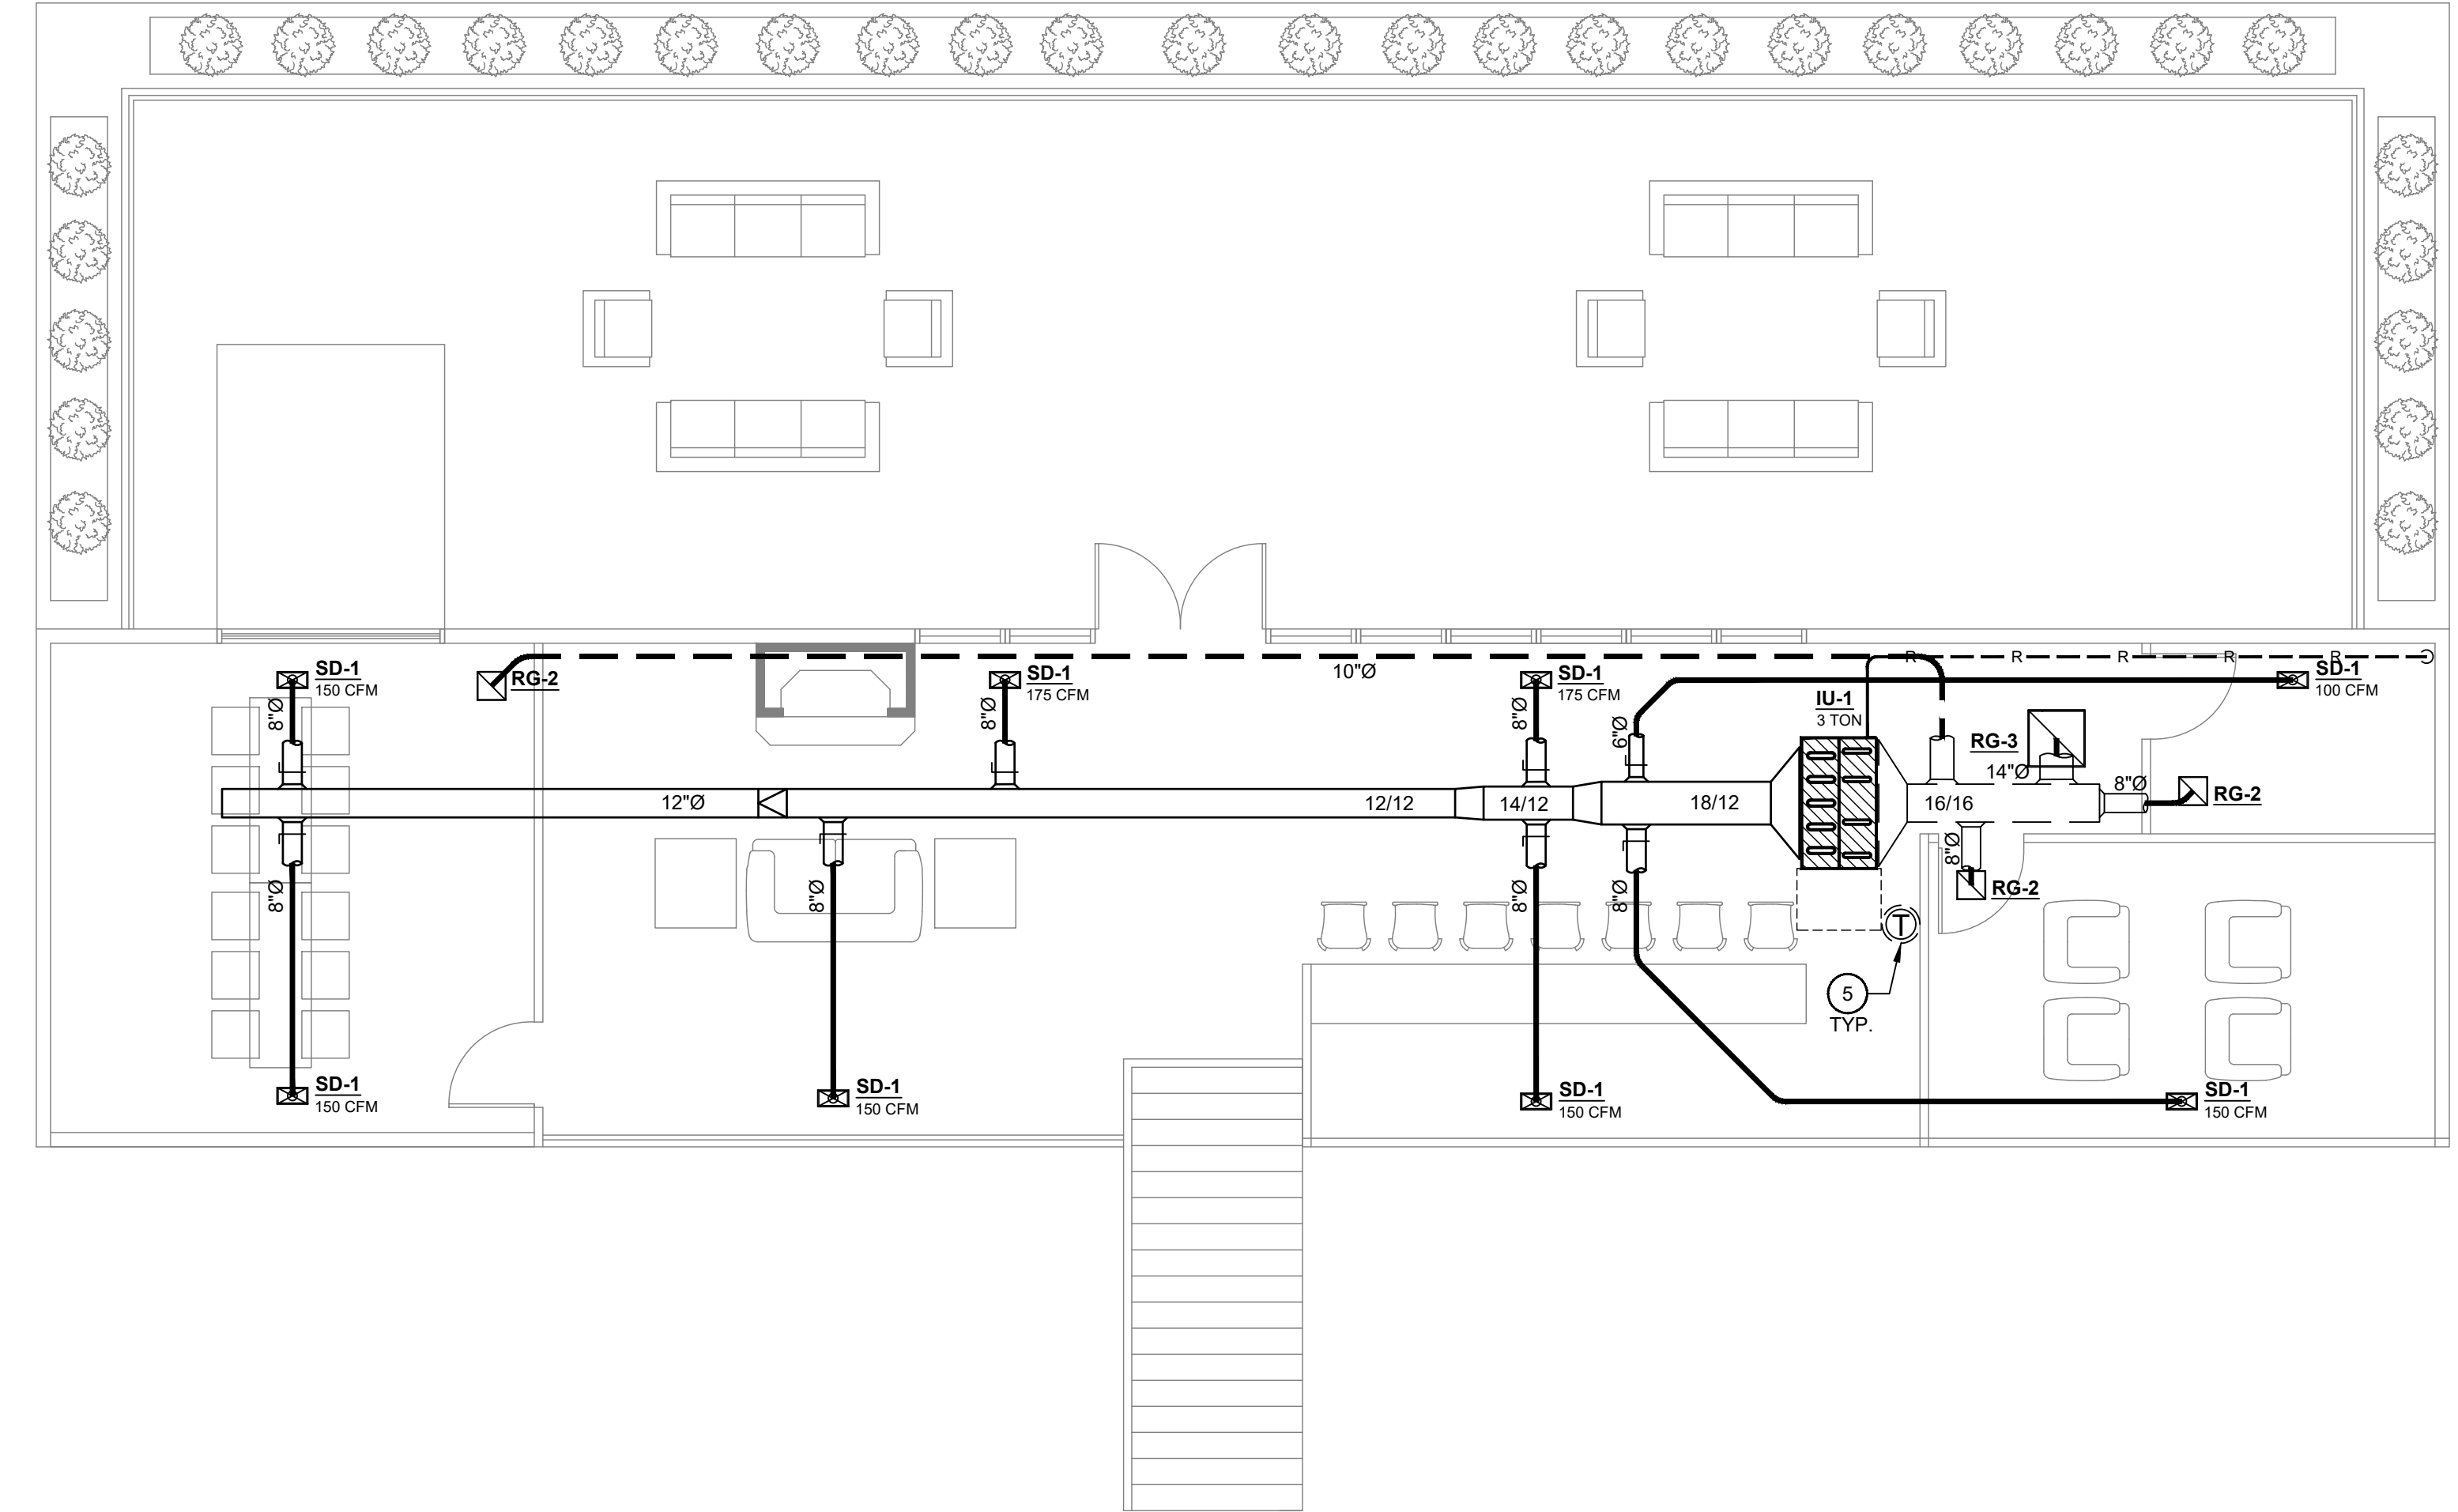 R
R
R
R
R
SD-1
150 CFM
RG-2
SD-1
175 CFM
10"Ø
SD-1
175 CFM
SD-1
100 CFM
IU-1
3 TON
8"Ø
8"Ø
8"Ø
6"Ø
RG-3
14"Ø
8"Ø
RG-2
12"Ø
12/12
14/12
18/12
16/16
8"Ø
RG-2
8"Ø
8"Ø
8"Ø
8"Ø
T
5
TYP.
SD-1
150 CFM
SD-1
150 CFM
SD-1
150 CFM
SD-1
150 CFM